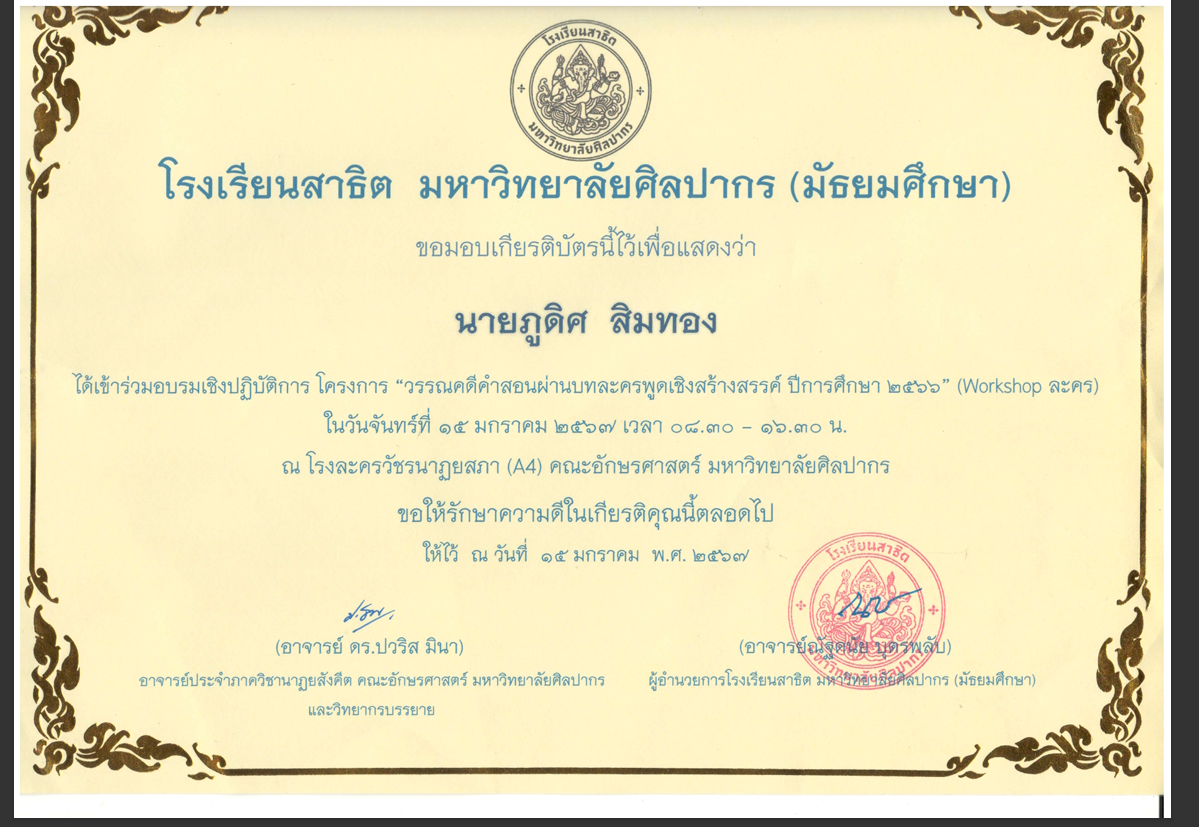 โรงเรียนสาธิต
มหาวิทยาลัยศิลปากร
โรงเรียนสาธิต มหาวิทยาลัยศิลปากร (มัธยมศึกษา)
ขอมอบเกียรติบัตรนี้ไว้เพื่อแสดงว่า
นายภูดิศ สิมทอง
ได้เข้าร่วมอบรมเชิงปฏิบัติการ โครงการ “วรรณคดีคำสอนผ่านบทละครพูดเชิงสร้างสรรค์ ปีการศึกษา ๒๕๖๖” (Workshop ละคร)
ในวันจันทร์ที่ ๑๕ มกราคม ๒๕๖๗ เวลา ๐๘.๓๐ - ๑๖.๓๐ น.
ณ โรงละครวัชรนาฏยสภา (A4) คณะอักษรศาสตร์ มหาวิทยาลัยศิลปากร
ขอให้รักษาความดีในเกียรติคุณนี้ตลอดไป
ให้ไว้ ณ วันที่ ๑๕ มกราคม พ.ศ. ๒๕๖๗
โรงเรียนสาธิต
มหาวิทยาลัยศิลปากร
(อาจารย์ ดร.ปวริส มินา)
(อาจารย์ณัฐดนัย บุตรพลับ)
อาจารย์ประจำภาควิชานาฏยสังคีต คณะอักษรศาสตร์ มหาวิทยาลัยศิลปากร
ผู้อำนวยการโรงเรียนสาธิต มหาวิทยาลัยศิลปากร (มัธยมศึกษา)
และวิทยากรบรรยาย